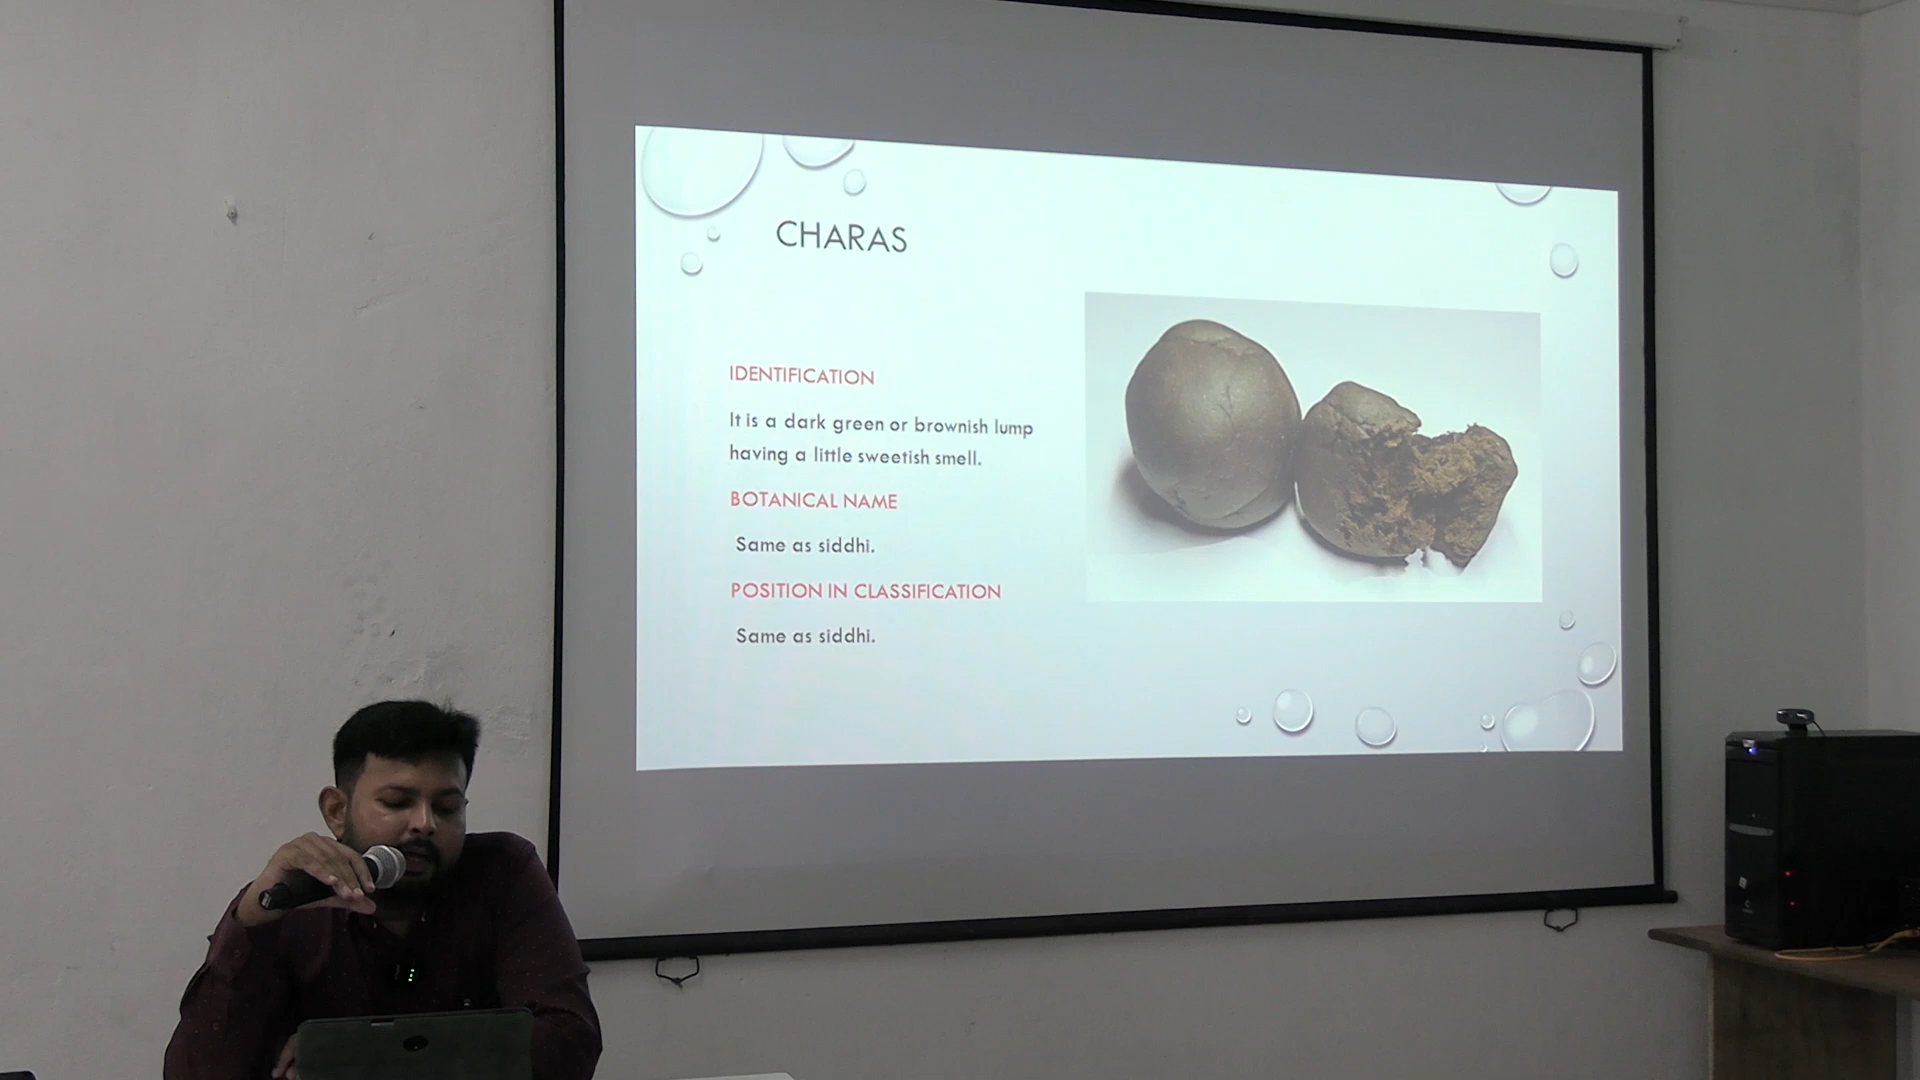 CHARAS
IDENTIFICATION
It is a dark green or brownish lump
having a little sweetish smell.
BOTANICAL NAME
Same as siddhi.
POSITION IN CLASSIFICATION
Same as siddhi.